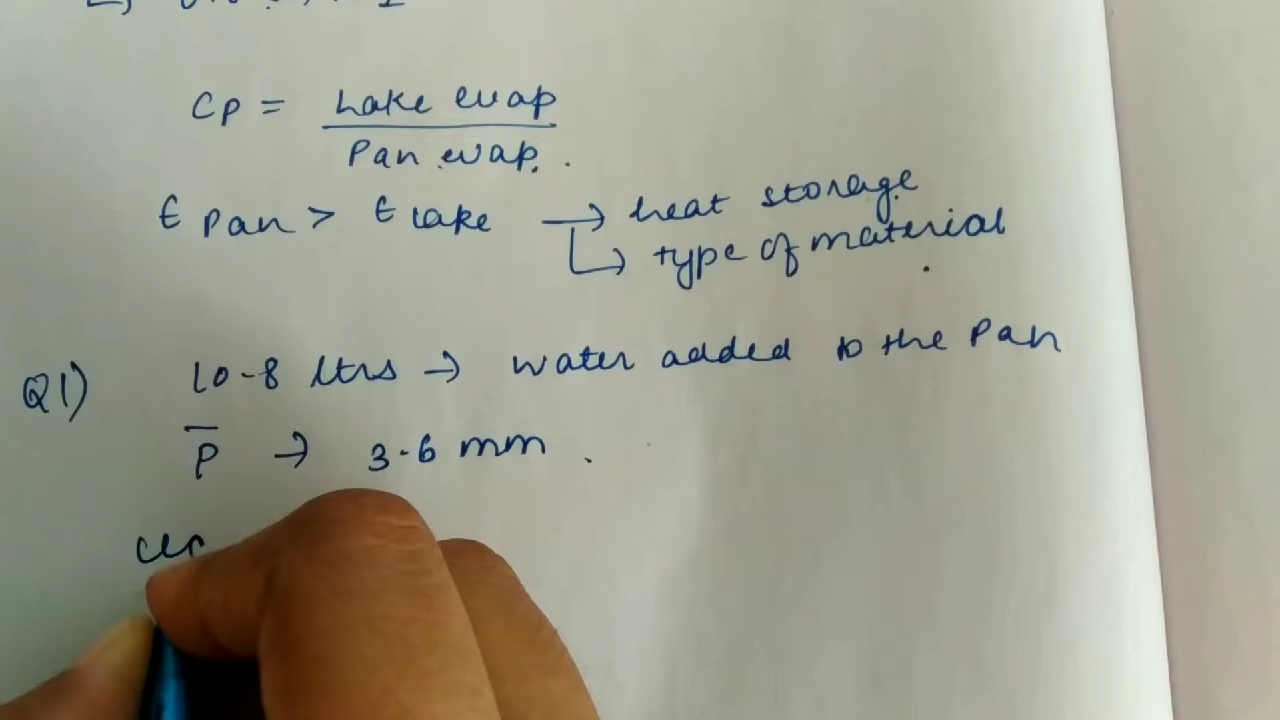 Cp = Lake evap
Pan evap.
E Pan > E Lake → heat storage
↳ type of material
Q1) 10.8 ltrs → water added to the Pan
P̅ → 3.6 mm.